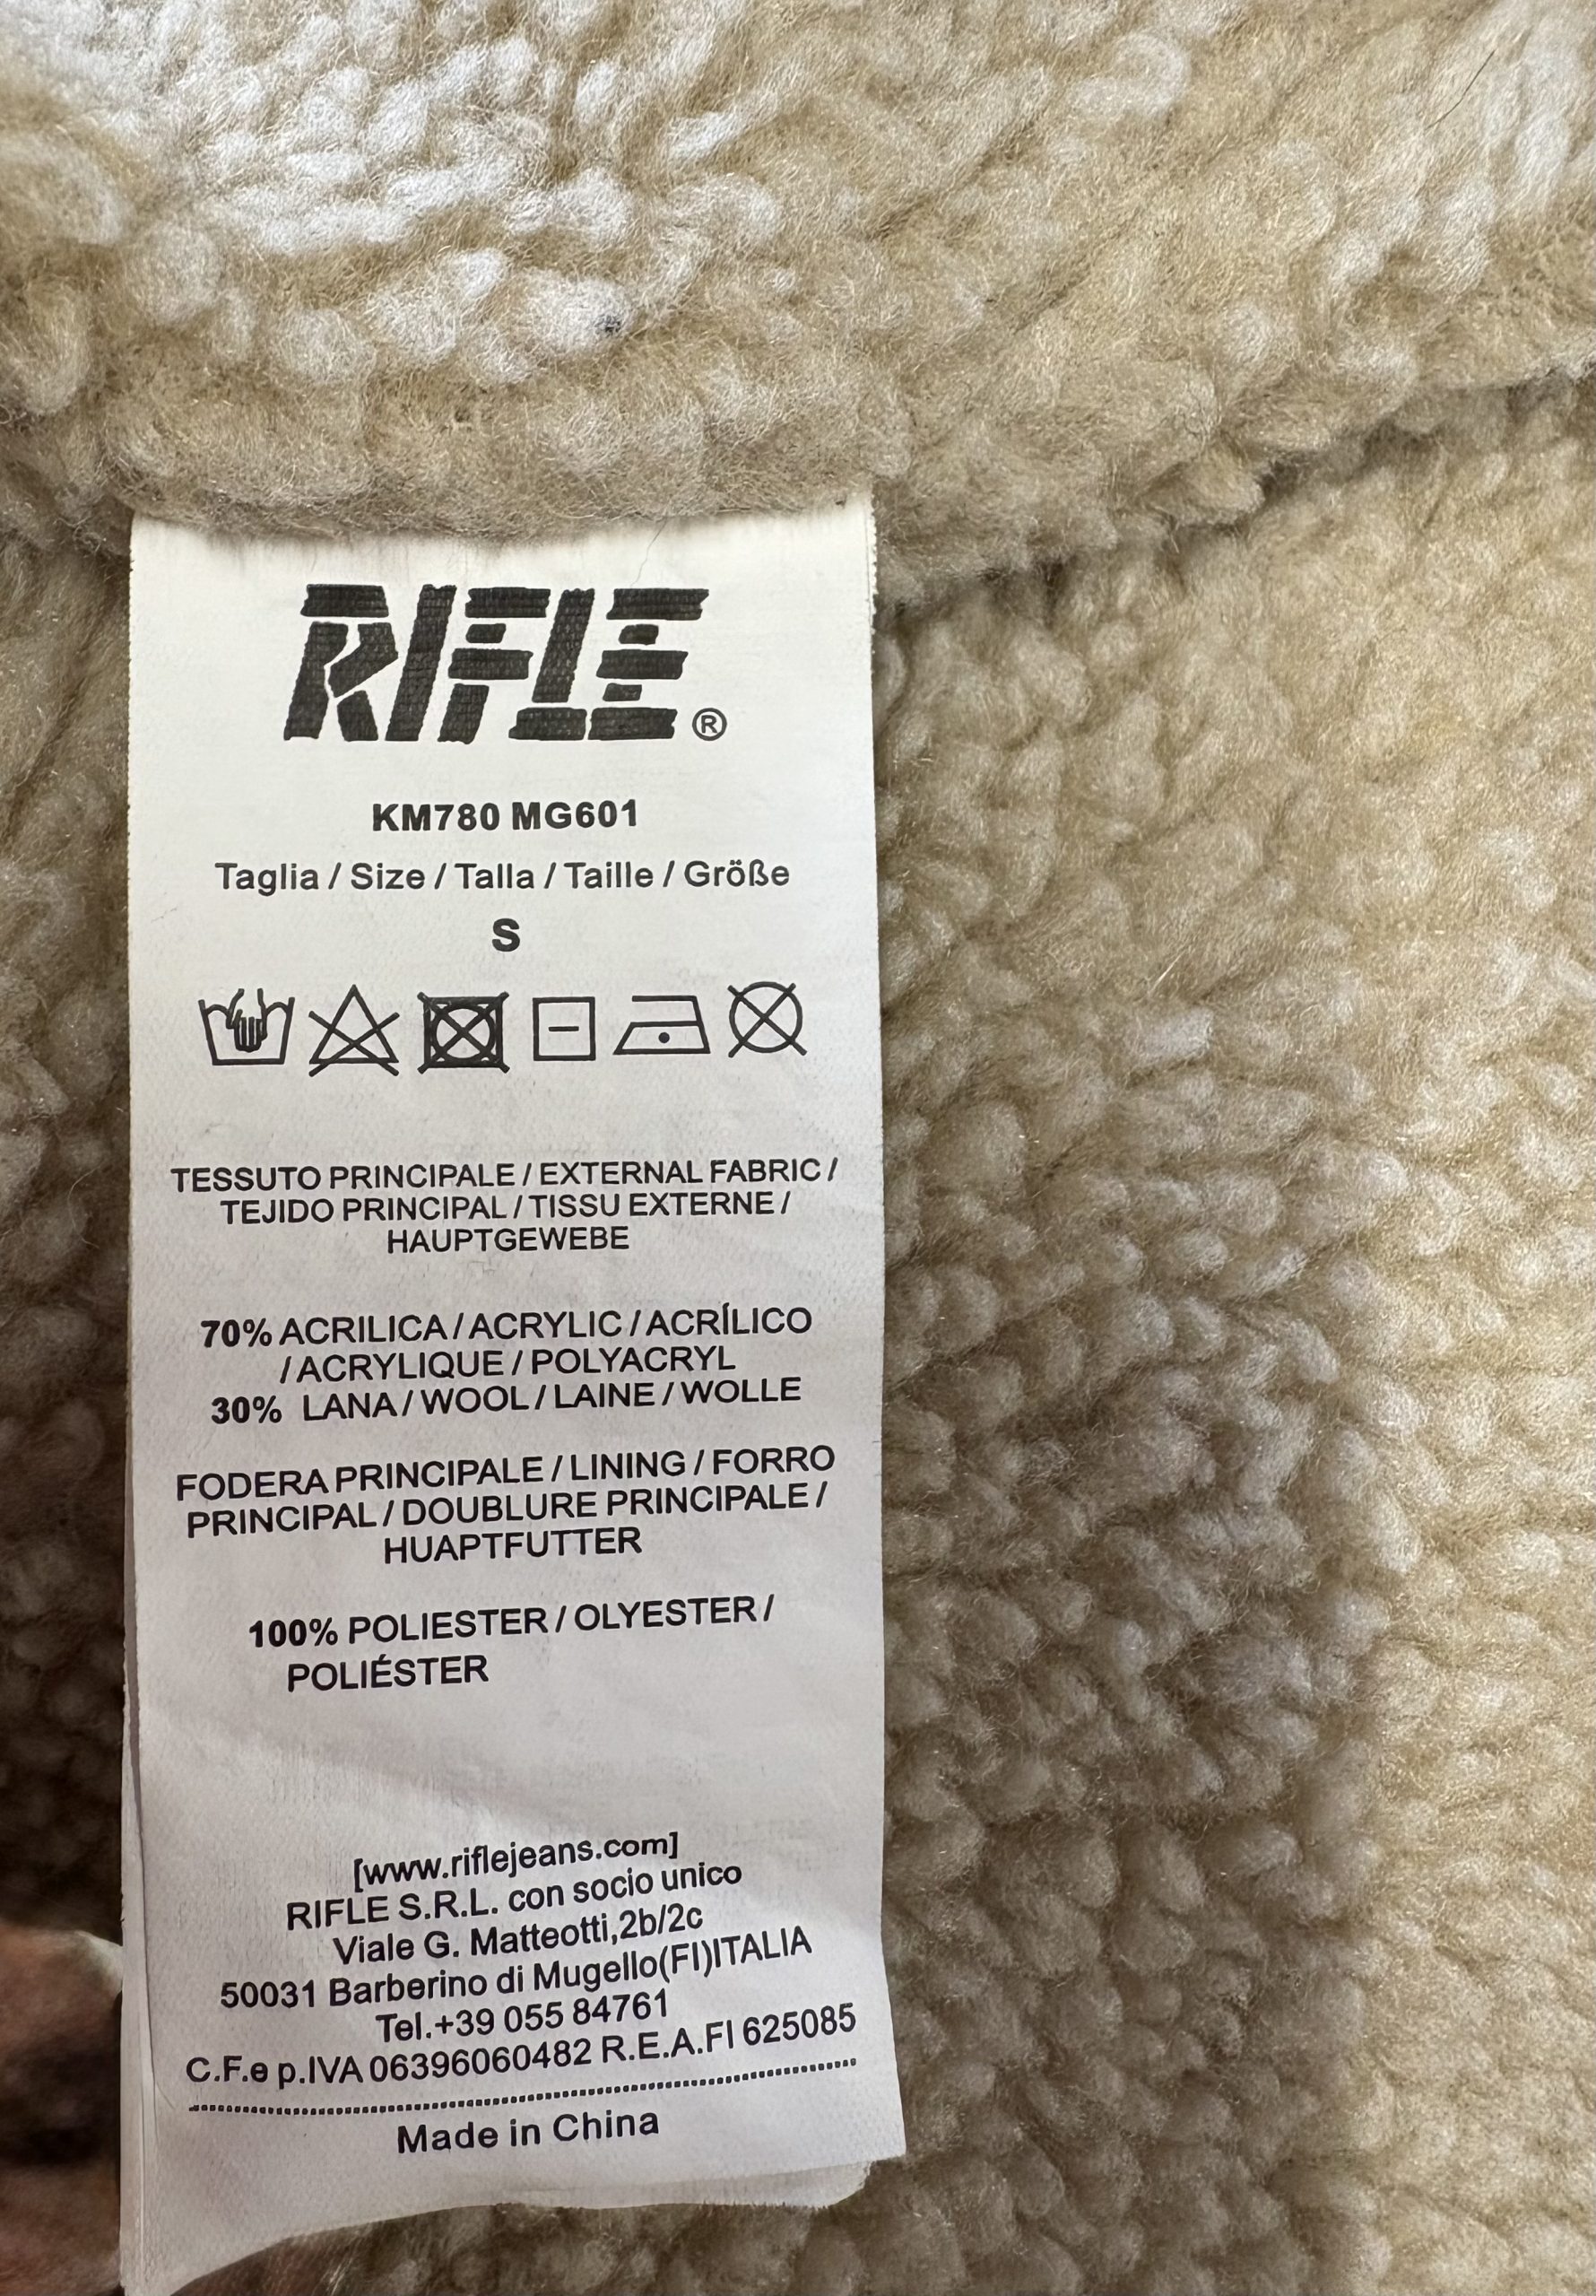 RIFLE®
KM780 MG601
Taglia / Size / Talla / Taille / Größe
S
TESSUTO PRINCIPALE / EXTERNAL FABRIC /
TEJIDO PRINCIPAL / TISSU EXTERNE /
HAUPTGEWEBE
70% ACRILICA / ACRYLIC / ACRÍLICO
/ ACRYLIQUE / POLYACRYL
30% LANA / WOOL / LAINE / WOLLE
FODERA PRINCIPALE / LINING / FORRO
PRINCIPAL / DOUBLURE PRINCIPALE /
HUAPTFUTTER
100% POLIESTER / OLYESTER /
POLIÉSTER
[www.riflejeans.com]
RIFLE S.R.L. con socio unico
Viale G. Matteotti,2b/2c
50031 Barberino di Mugello(FI)ITALIA
Tel.+39 055 84761
C.F.e p.IVA 06396060482 R.E.A.FI 625085
Made in China